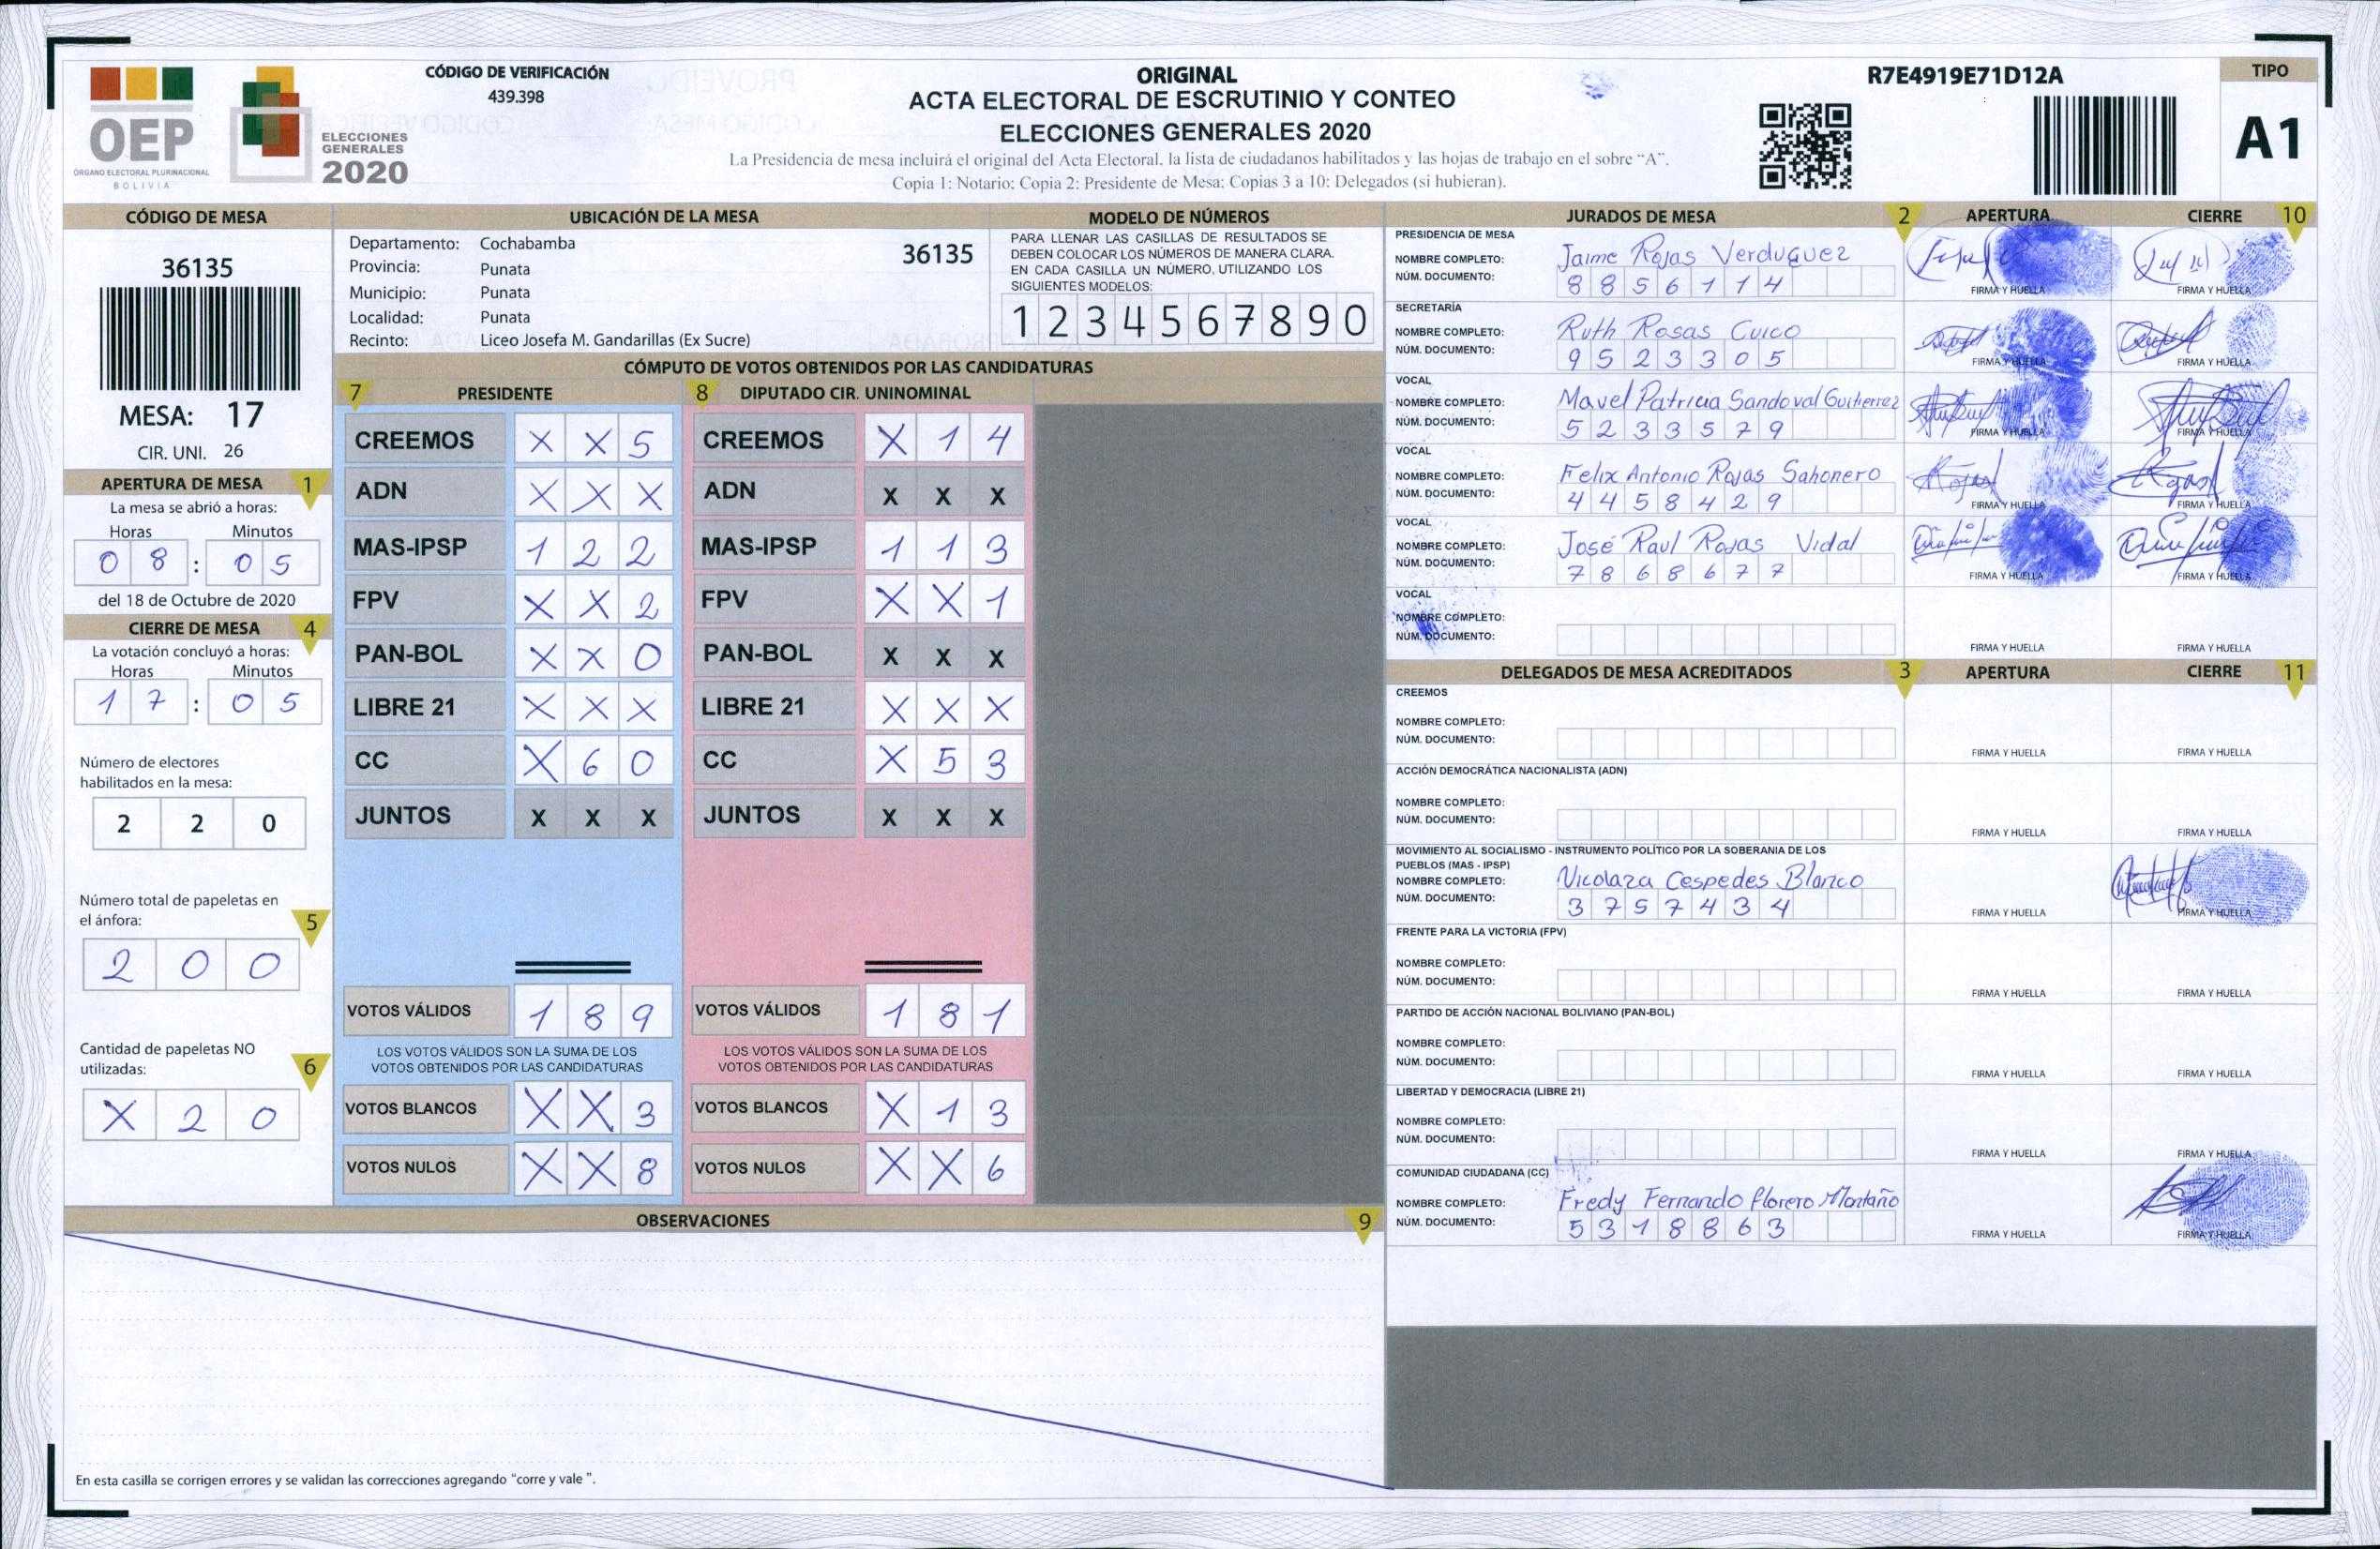 OEP
ÓRGANO ELECTORAL PLURINACIONAL
BOLIVIA
ELECCIONES
GENERALES
2020
CÓDIGO DE VERIFICACIÓN
439.398
ORIGINAL
ACTA ELECTORAL DE ESCRUTINIO Y CONTEO
ELECCIONES GENERALES 2020
La Presidencia de mesa incluirá el original del Acta Electoral, la lista de ciudadanos habilitados y las hojas de trabajo en el sobre “A”.
Copia 1: Notario; Copia 2: Presidente de Mesa; Copias 3 a 10: Delegados (si hubieran).
R7E4919E71D12A
TIPO
A1
CÓDIGO DE MESA
36135
MESA: 17
CIR. UNI. 26
APERTURA DE MESA 1
La mesa se abrió a horas:
Horas Minutos
0 8 : 0 5
del 18 de Octubre de 2020
CIERRE DE MESA 4
La votación concluyó a horas:
Horas Minutos
1 7 : 0 5
Número de electores
habilitados en la mesa:
2 2 0
Número total de papeletas en
el ánfora: 5
2 0 0
Cantidad de papeletas NO
utilizadas: 6
X 2 0
UBICACIÓN DE LA MESA
Departamento: Cochabamba 36135
Provincia: Punata
Municipio: Punata
Localidad: Punata
Recinto: Liceo Josefa M. Gandarillas (Ex Sucre)
MODELO DE NÚMEROS
PARA LLENAR LAS CASILLAS DE RESULTADOS SE
DEBEN COLOCAR LOS NÚMEROS DE MANERA CLARA.
EN CADA CASILLA UN NÚMERO, UTILIZANDO LOS
SIGUIENTES MODELOS:
1 2 3 4 5 6 7 8 9 0
CÓMPUTO DE VOTOS OBTENIDOS POR LAS CANDIDATURAS
7 PRESIDENTE 8 DIPUTADO CIR. UNINOMINAL
CREEMOS X X 5 CREEMOS X 1 4
ADN X X X ADN X X X
MAS-IPSP 1 2 2 MAS-IPSP 1 1 3
FPV X X 2 FPV X X 1
PAN-BOL X X 0 PAN-BOL X X X
LIBRE 21 X X X LIBRE 21 X X X
CC X 6 0 CC X 5 3
JUNTOS X X X JUNTOS X X X
VOTOS VÁLIDOS 1 8 9 VOTOS VÁLIDOS 1 8 1
LOS VOTOS VÁLIDOS SON LA SUMA DE LOS LOS VOTOS VÁLIDOS SON LA SUMA DE LOS
VOTOS OBTENIDOS POR LAS CANDIDATURAS VOTOS OBTENIDOS POR LAS CANDIDATURAS
VOTOS BLANCOS X X 3 VOTOS BLANCOS X 1 3
VOTOS NULOS X X 8 VOTOS NULOS X X 6
OBSERVACIONES 9
En esta casilla se corrigen errores y se validan las correcciones agregando “corre y vale ”.
JURADOS DE MESA 2 APERTURA CIERRE 10
PRESIDENCIA DE MESA
NOMBRE COMPLETO: Jaime Rojas Verduguez
NÚM. DOCUMENTO: 8 8 5 6 1 1 4
FIRMA Y HUELLA FIRMA Y HUELLA
SECRETARÍA
NOMBRE COMPLETO: Ruth Rosas Cuico
NÚM. DOCUMENTO: 9 5 2 3 3 0 5
FIRMA Y HUELLA FIRMA Y HUELLA
VOCAL
NOMBRE COMPLETO: Mavel Patricia Sandoval Guitierrez
NÚM. DOCUMENTO: 5 2 3 3 5 7 9
FIRMA Y HUELLA FIRMA Y HUELLA
VOCAL
NOMBRE COMPLETO: Felix Antonio Rojas Sahonero
NÚM. DOCUMENTO: 4 4 5 8 4 2 9
FIRMA Y HUELLA FIRMA Y HUELLA
VOCAL
NOMBRE COMPLETO: José Raul Rojas Vidal
NÚM. DOCUMENTO: 7 8 6 8 6 7 7
FIRMA Y HUELLA FIRMA Y HUELLA
VOCAL
NOMBRE COMPLETO:
NÚM. DOCUMENTO:
FIRMA Y HUELLA FIRMA Y HUELLA
DELEGADOS DE MESA ACREDITADOS 3 APERTURA CIERRE 11
CREEMOS
NOMBRE COMPLETO:
NÚM. DOCUMENTO:
FIRMA Y HUELLA FIRMA Y HUELLA
ACCIÓN DEMOCRÁTICA NACIONALISTA (ADN)
NOMBRE COMPLETO:
NÚM. DOCUMENTO:
FIRMA Y HUELLA FIRMA Y HUELLA
MOVIMIENTO AL SOCIALISMO - INSTRUMENTO POLÍTICO POR LA SOBERANIA DE LOS
PUEBLOS (MAS - IPSP)
NOMBRE COMPLETO: Nicolaza Cespedes Blanco
NÚM. DOCUMENTO: 3 7 5 7 4 3 4
FIRMA Y HUELLA FIRMA Y HUELLA
FRENTE PARA LA VICTORIA (FPV)
NOMBRE COMPLETO:
NÚM. DOCUMENTO:
FIRMA Y HUELLA FIRMA Y HUELLA
PARTIDO DE ACCIÓN NACIONAL BOLIVIANO (PAN-BOL)
NOMBRE COMPLETO:
NÚM. DOCUMENTO:
FIRMA Y HUELLA FIRMA Y HUELLA
LIBERTAD Y DEMOCRACIA (LIBRE 21)
NOMBRE COMPLETO:
NÚM. DOCUMENTO:
FIRMA Y HUELLA FIRMA Y HUELLA
COMUNIDAD CIUDADANA (CC)
NOMBRE COMPLETO: Fredy Fernando Florero Montaño
NÚM. DOCUMENTO: 5 3 1 8 8 6 3
FIRMA Y HUELLA FIRMA Y HUELLA